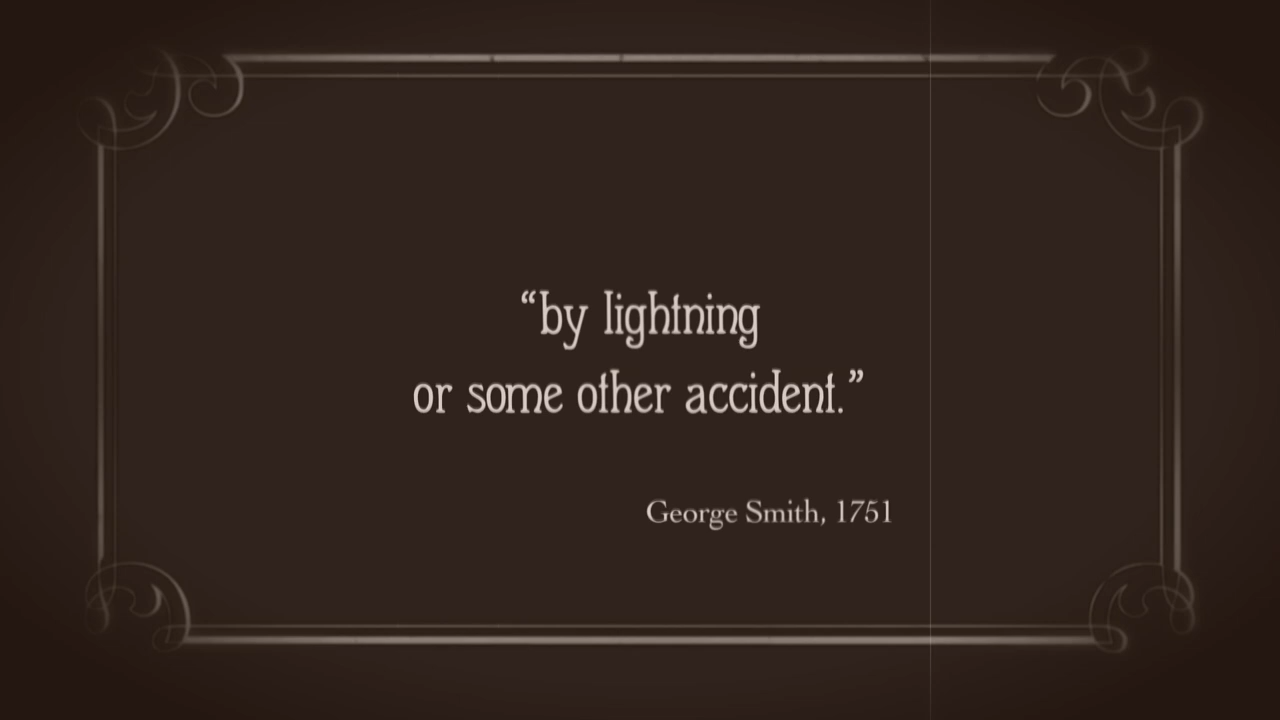 “by lightning
or some other accident.”
George Smith, 1751